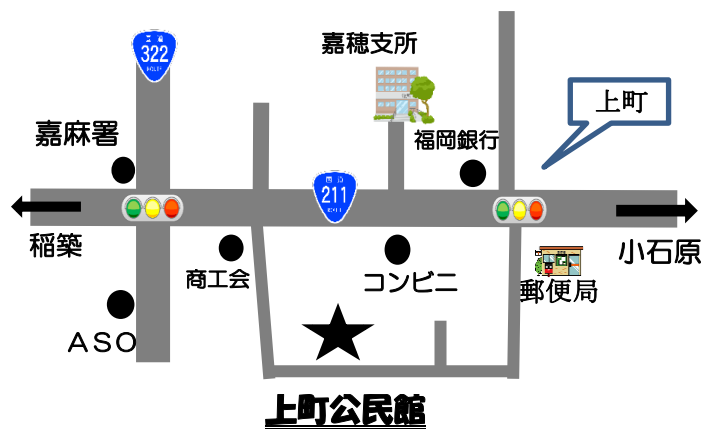 322
嘉穂支所
上町
嘉麻署
福岡銀行
211
稲築
商工会
コンビニ
小石原
郵便局
ASO
上町公民館